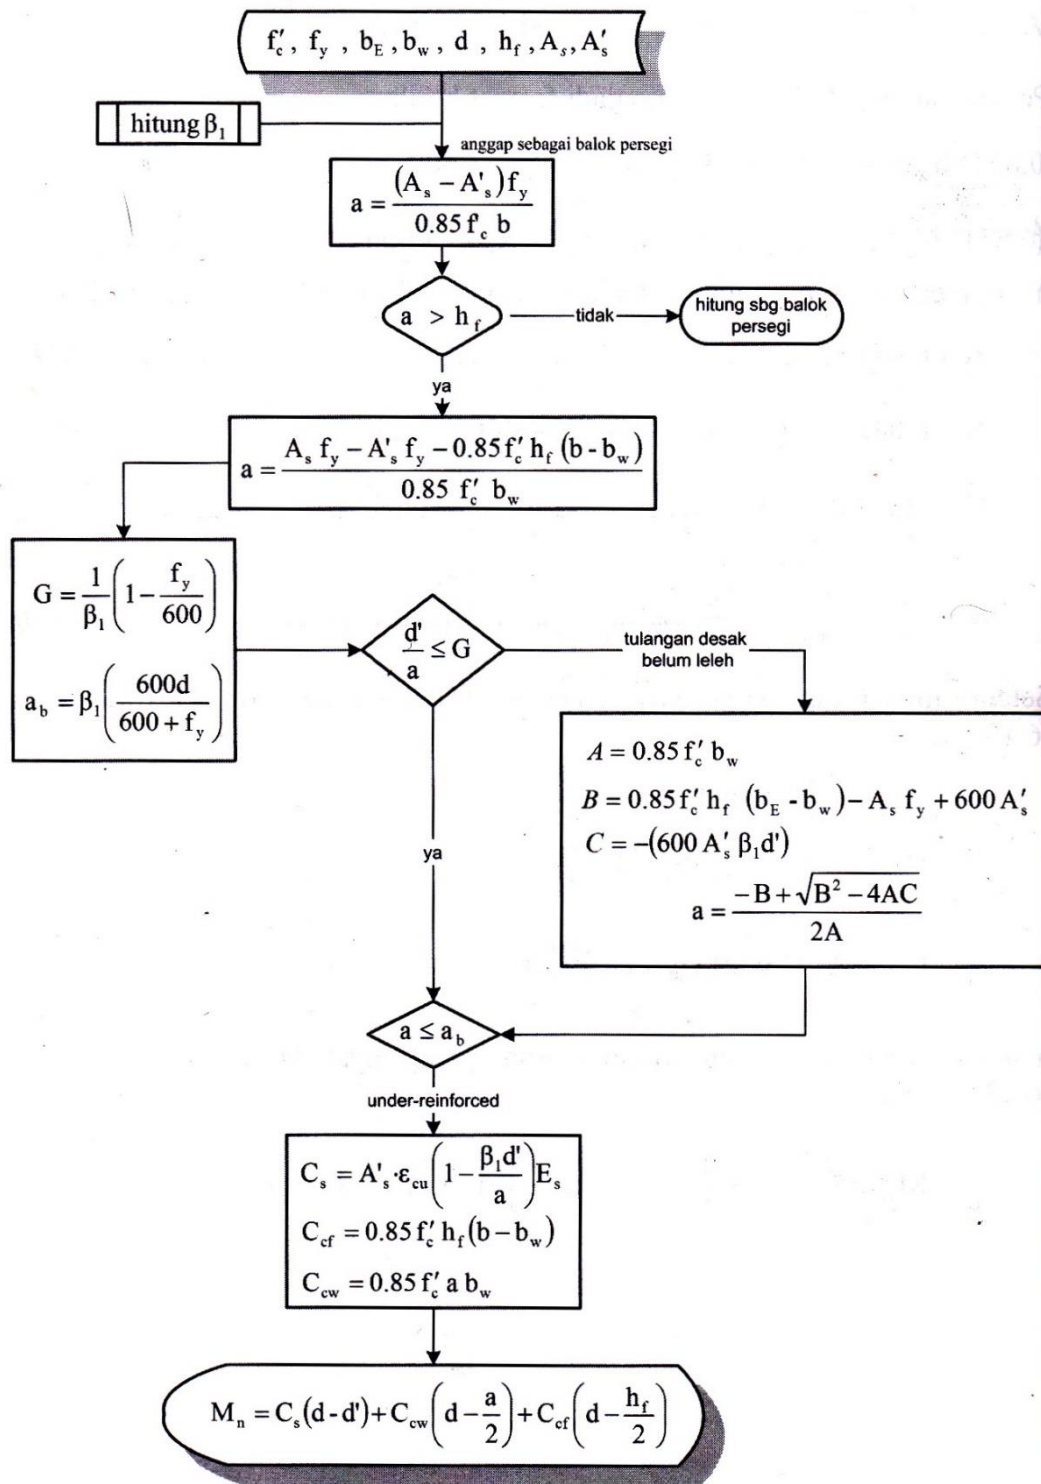 f′c , fy , bE , bw , d , hf , As , A′s
hitung β1
anggap sebagai balok persegi
a = (As − A's) fy / 0.85 f'c b
a > hf
tidak
hitung sbg balok
persegi
ya
a = As fy − A's fy − 0.85 f′c hf (b - bw) / 0.85 f′c bw
G = 1/β1 (1 − fy/600)
ab = β1 (600d / 600 + fy)
d'/a ≤ G
tulangan desak
belum leleh
A = 0.85 f′c bw
B = 0.85 f′c hf (bE - bw) − As fy + 600 A′s
C = −(600 A′s β1 d')
a = −B + √B² − 4AC / 2A
ya
a ≤ ab
under-reinforced
Cs = A's · εcu (1 − β1d'/a) Es
Ccf = 0.85 f′c hf (b − bw)
Ccw = 0.85 f′c a bw
Mn = Cs (d - d') + Ccw (d − a/2) + Ccf (d − hf/2)